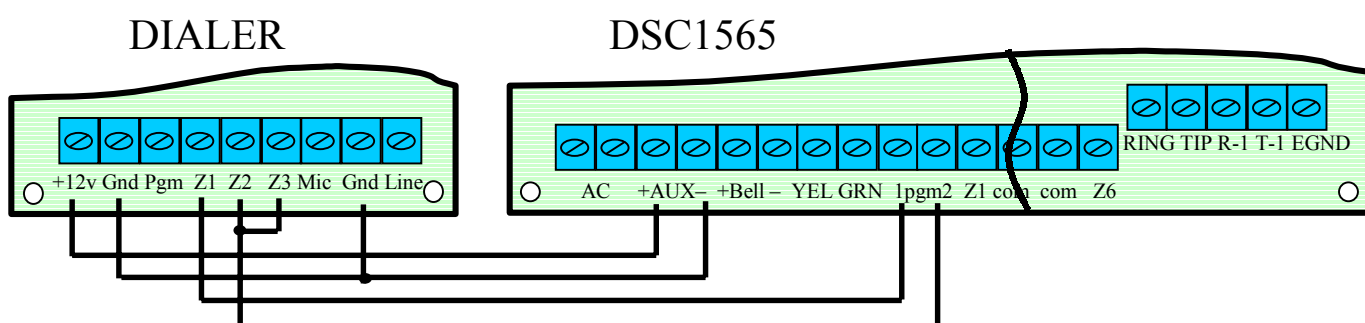 DIALER
DSC1565
+12v Gnd Pgm Z1 Z2 Z3 Mic Gnd Line
AC +AUX– +Bell – YEL GRN 1pgm2 Z1 com com Z6
RING TIP R-1 T-1 EGND